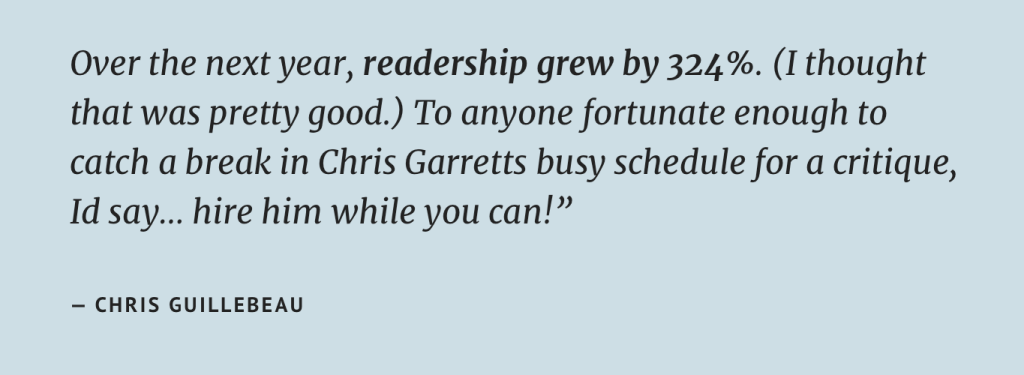 Over the next year, readership grew by 324%. (I thought
that was pretty good.) To anyone fortunate enough to
catch a break in Chris Garretts busy schedule for a critique,
Id say... hire him while you can!”
– CHRIS GUILLEBEAU